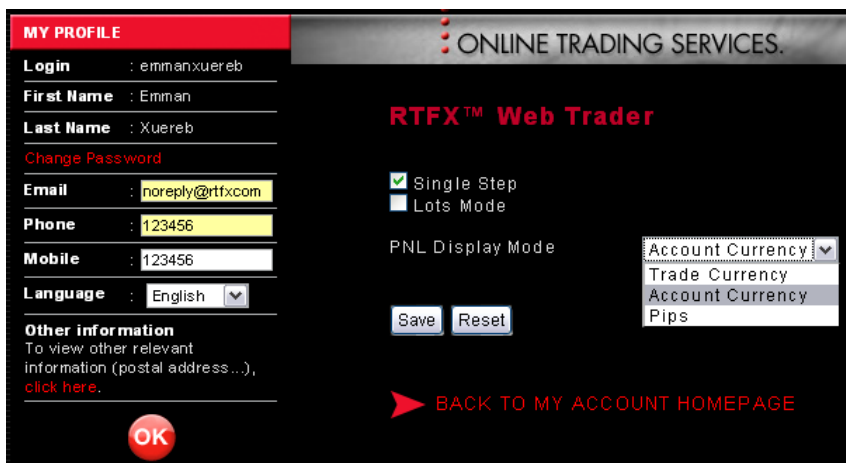 MY PROFILE
Login : emmanxuereb
First Name : Emman
Last Name : Xuereb
Change Password
Email : noreply@rtfxcom
Phone : 123456
Mobile : 123456
Language : English
Other information
To view other relevant
information (postal address...),
click here.
OK
ONLINE TRADING SERVICES.
RTFX™ Web Trader
Single Step
Lots Mode
PNL Display Mode Account Currency
Trade Currency
Account Currency
Pips
Save Reset
BACK TO MY ACCOUNT HOMEPAGE